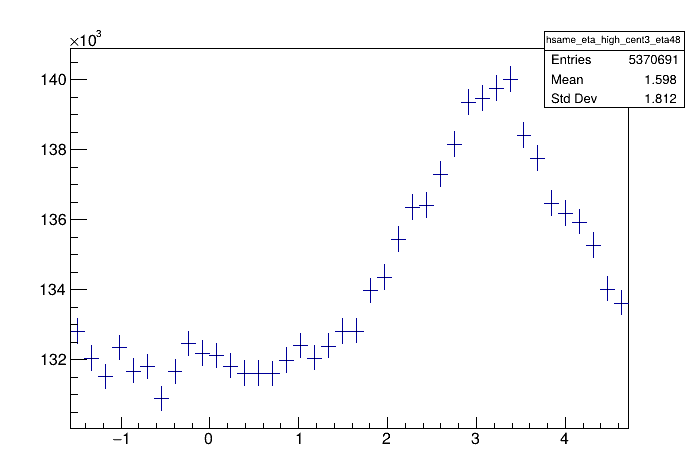 ×10³
hsame_eta_high_cent3_eta48
Entries 5370691
Mean 1.598
Std Dev 1.812
140
138
136
134
132
−1 0 1 2 3 4